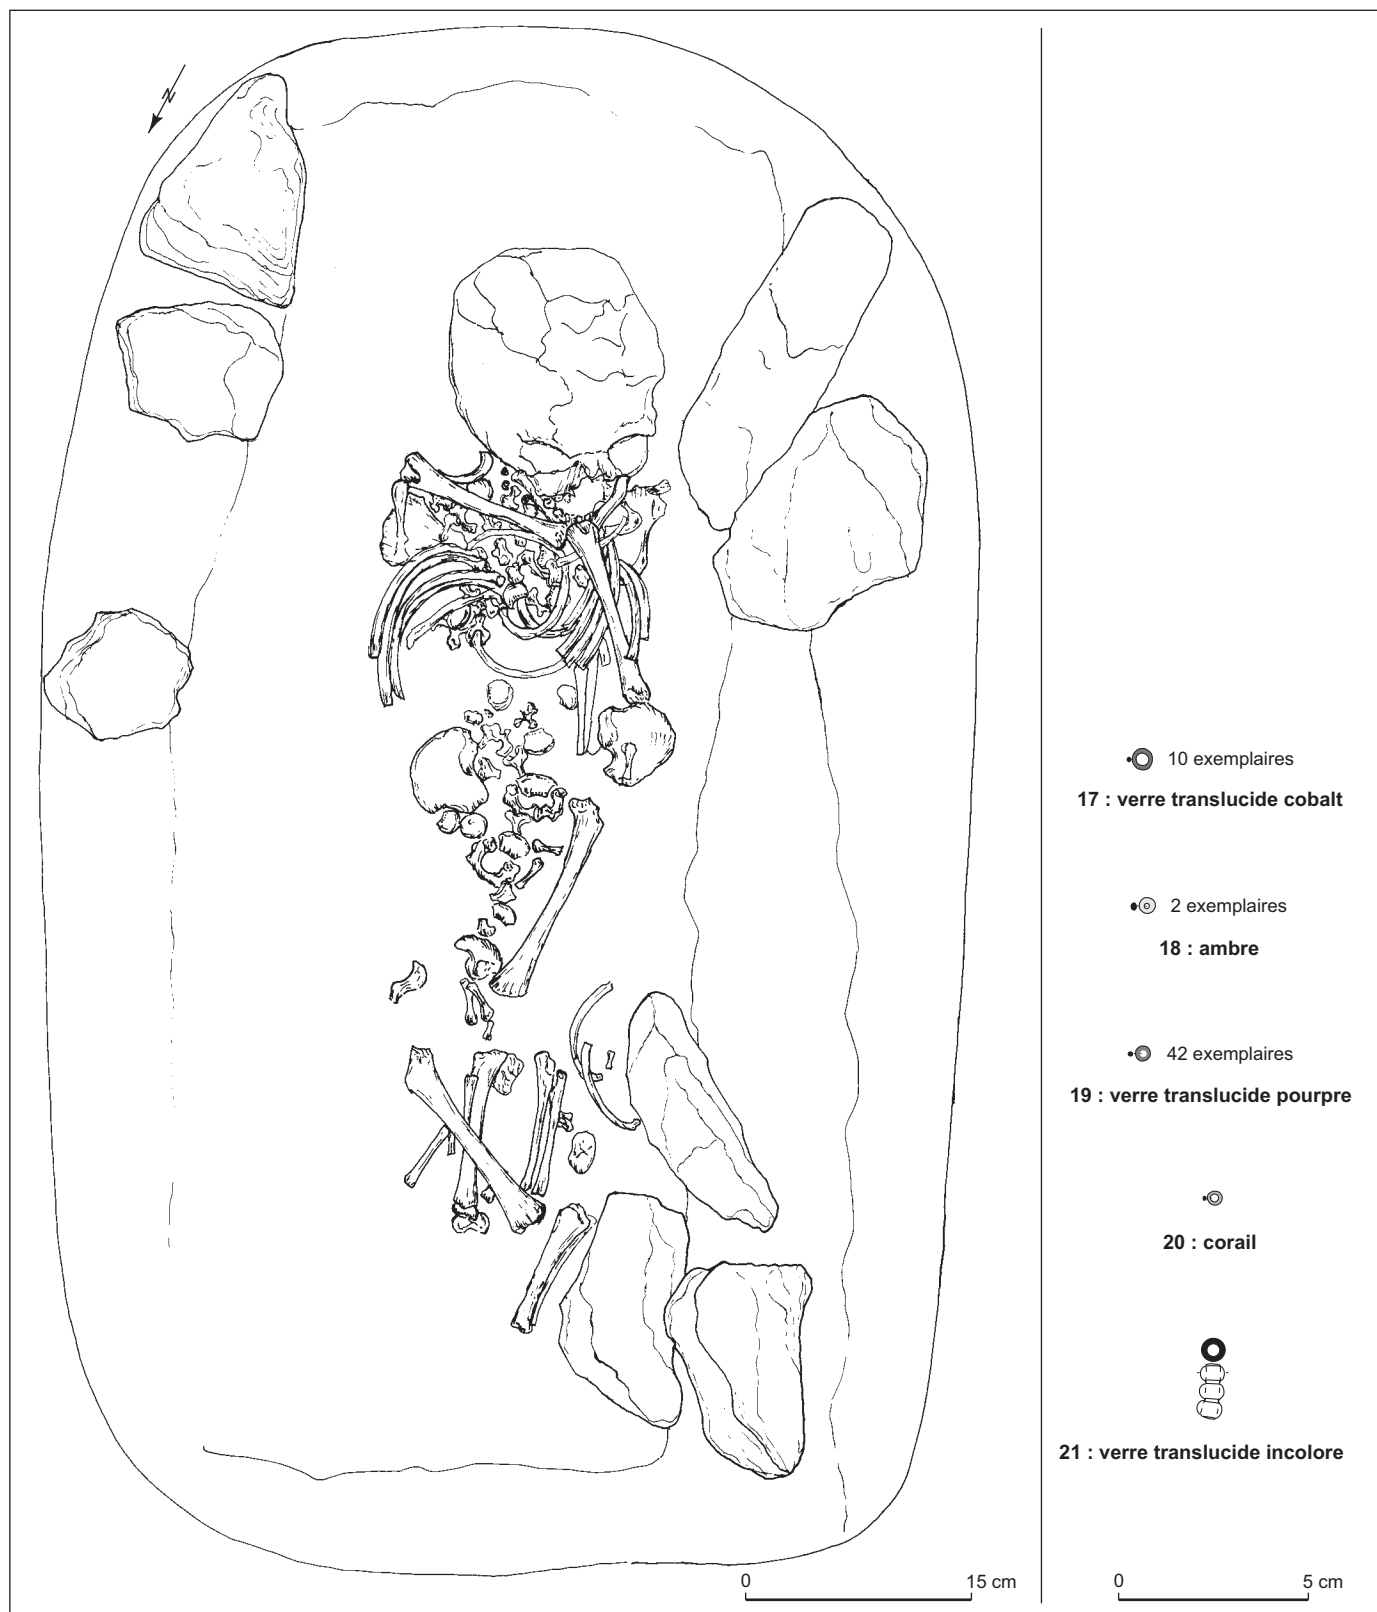 N
10 exemplaires
17 : verre translucide cobalt
2 exemplaires
18 : ambre
42 exemplaires
19 : verre translucide pourpre
20 : corail
21 : verre translucide incolore
0 15 cm
0 5 cm